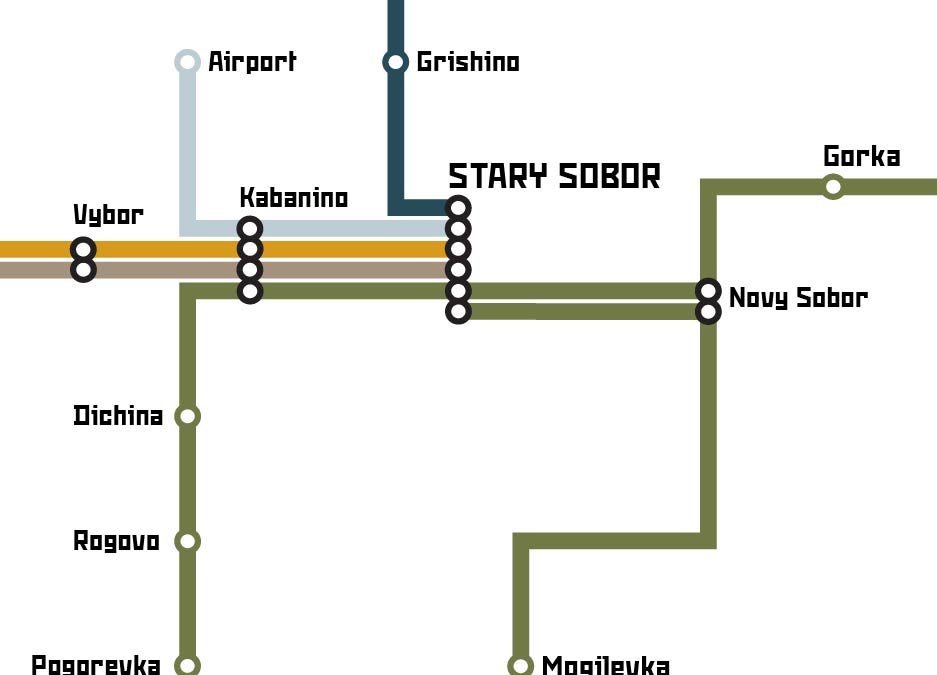 Airport
Grishino
Gorka
STARY SOBOR
Kabanino
Vybor
Novy Sobor
Dichina
Rogovo
Pogorevka
Mogilevka